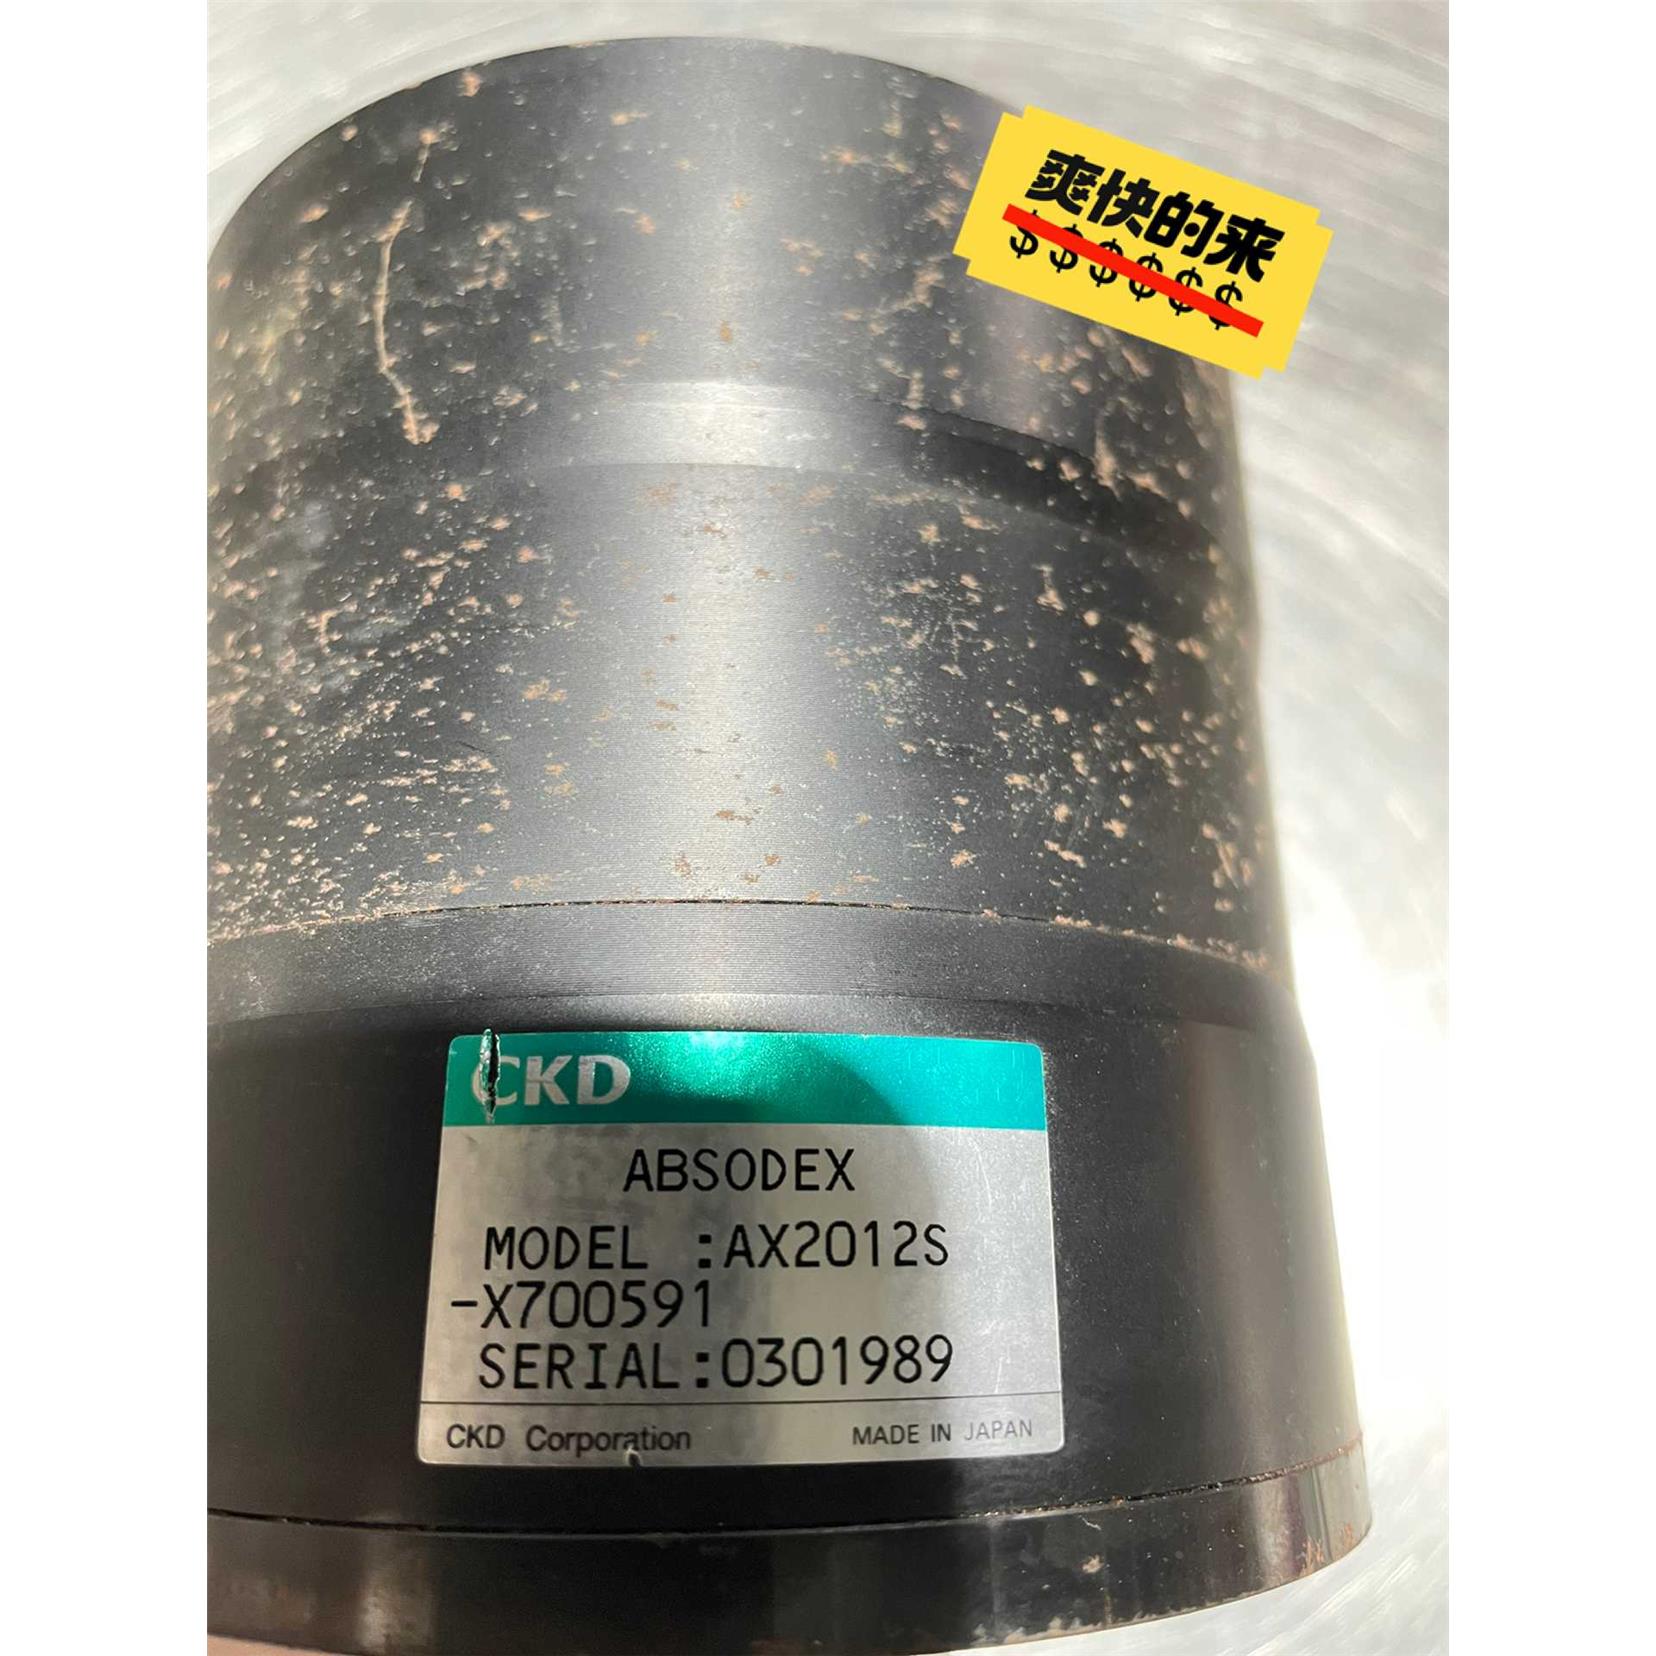 爽快的来
$$$$$$
CKD
ABSODEX
MODEL :AX2012S
-X700591
SERIAL:0301989
CKD Corporation MADE IN JAPAN